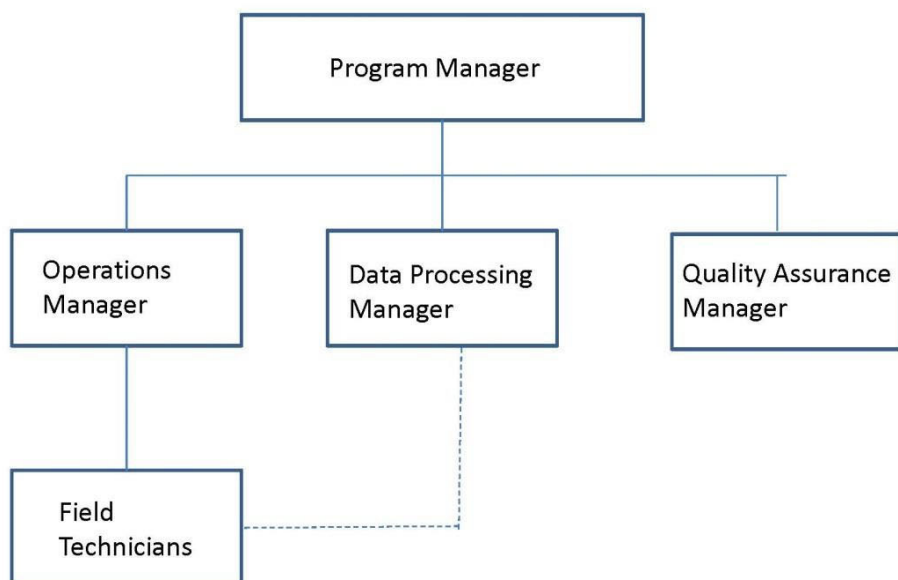 Program Manager
Operations
Manager
Data Processing
Manager
Quality Assurance
Manager
Field
Technicians